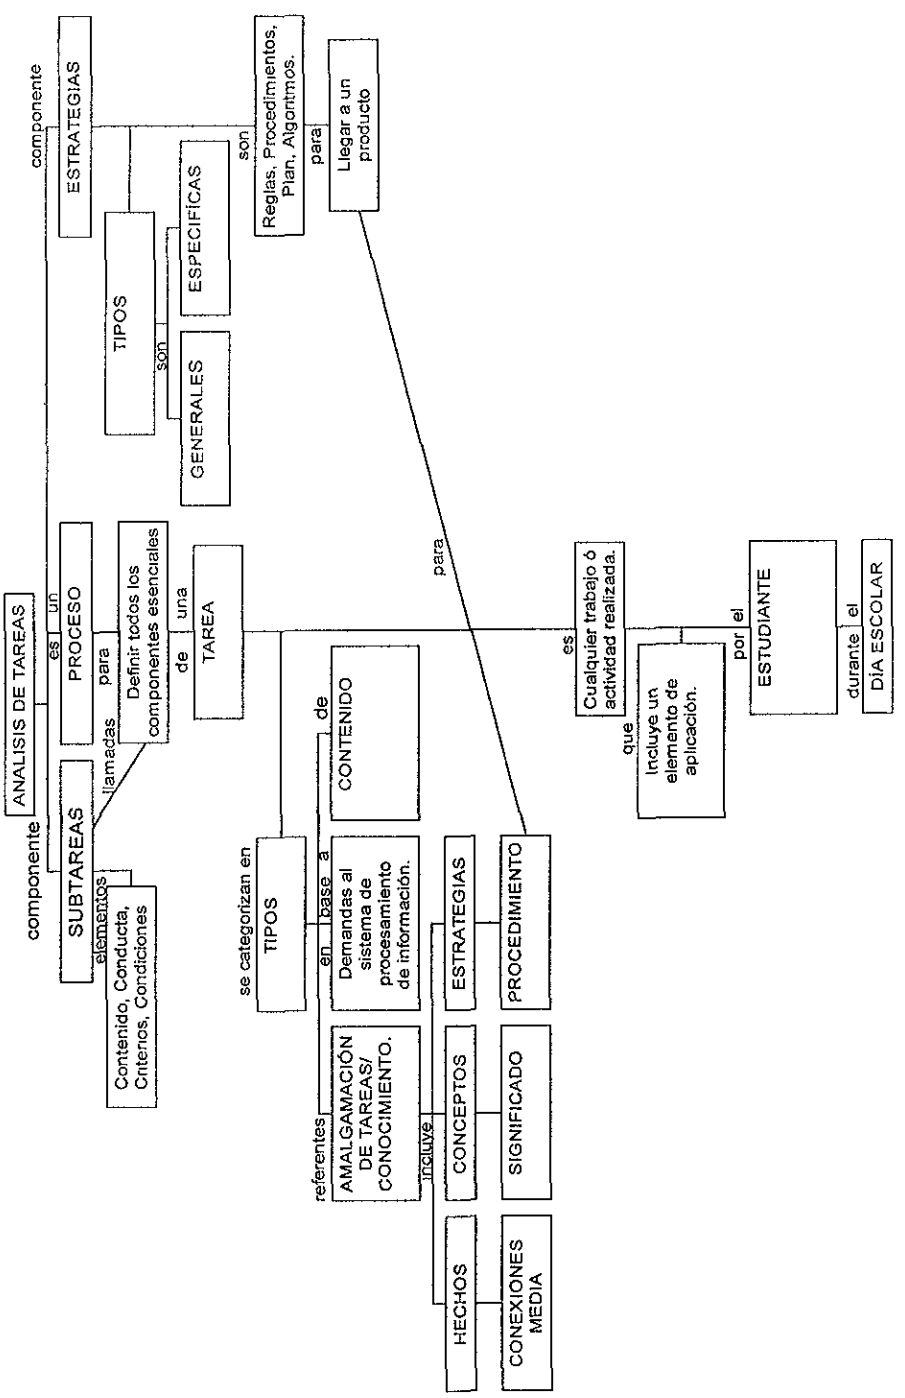 ANALISIS DE TAREAS
componente
es un
componente
SUBTAREAS
PROCESO
ESTRATEGIAS
elementos
llamadas
para
Contenido, Conducta,
Criterios, Condiciones
Definir todos los
componentes esenciales
de una
TAREA
TIPOS
son
GENERALES
ESPECIFÍCAS
son
Reglas, Procedimientos,
Plan, Algoritmos.
para
Llegar a un
producto
se categorizan en
TIPOS
referentes
en base a
de
AMALGAMACIÓN
DE TAREAS/
CONOCIMIENTO.
Demandas al
sistema de
procesamiento
de información.
CONTENIDO
incluye
para
HECHOS
CONCEPTOS
ESTRATEGIAS
CONEXIONES
MEDIA
SIGNIFICADO
PROCEDIMIENTO
es
Cualquier trabajo ó
actividad realizada.
que
Incluye un
elemento de
aplicación.
por el
ESTUDIANTE
durante el
DÍA ESCOLAR